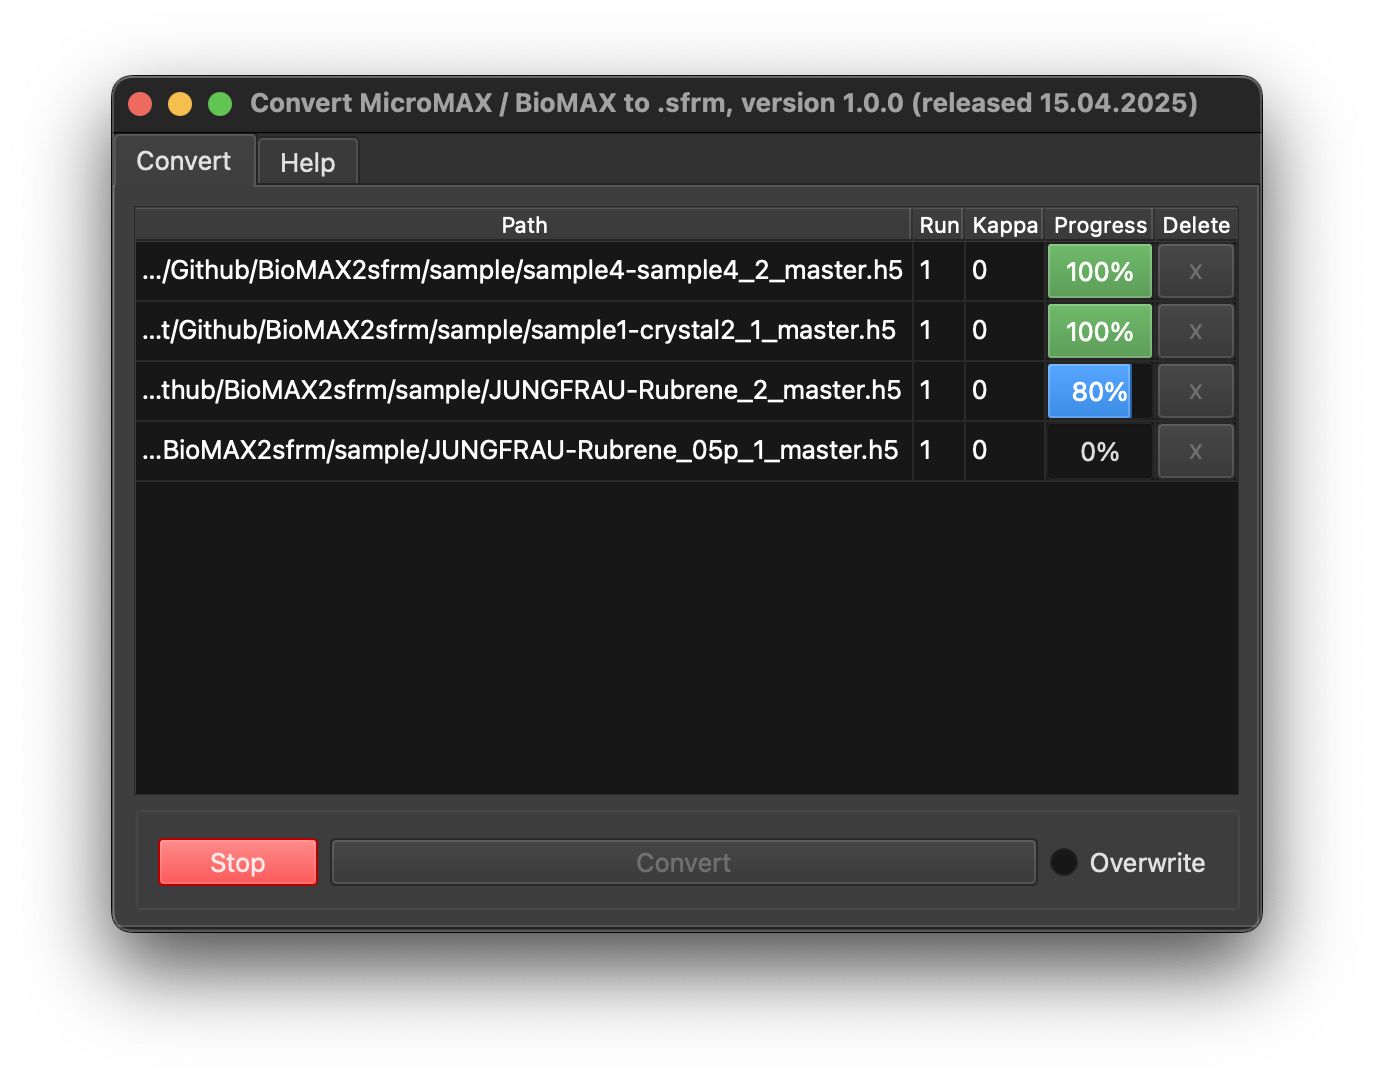 Convert MicroMAX / BioMAX to .sfrm, version 1.0.0 (released 15.04.2025)
Convert Help
Path Run Kappa Progress Delete
.../Github/BioMAX2sfrm/sample/sample4-sample4_2_master.h5 1 0 100% x
...t/Github/BioMAX2sfrm/sample/sample1-crystal2_1_master.h5 1 0 100% x
...thub/BioMAX2sfrm/sample/JUNGFRAU-Rubrene_2_master.h5 1 0 80% x
...BioMAX2sfrm/sample/JUNGFRAU-Rubrene_05p_1_master.h5 1 0 0% x
Stop Convert Overwrite